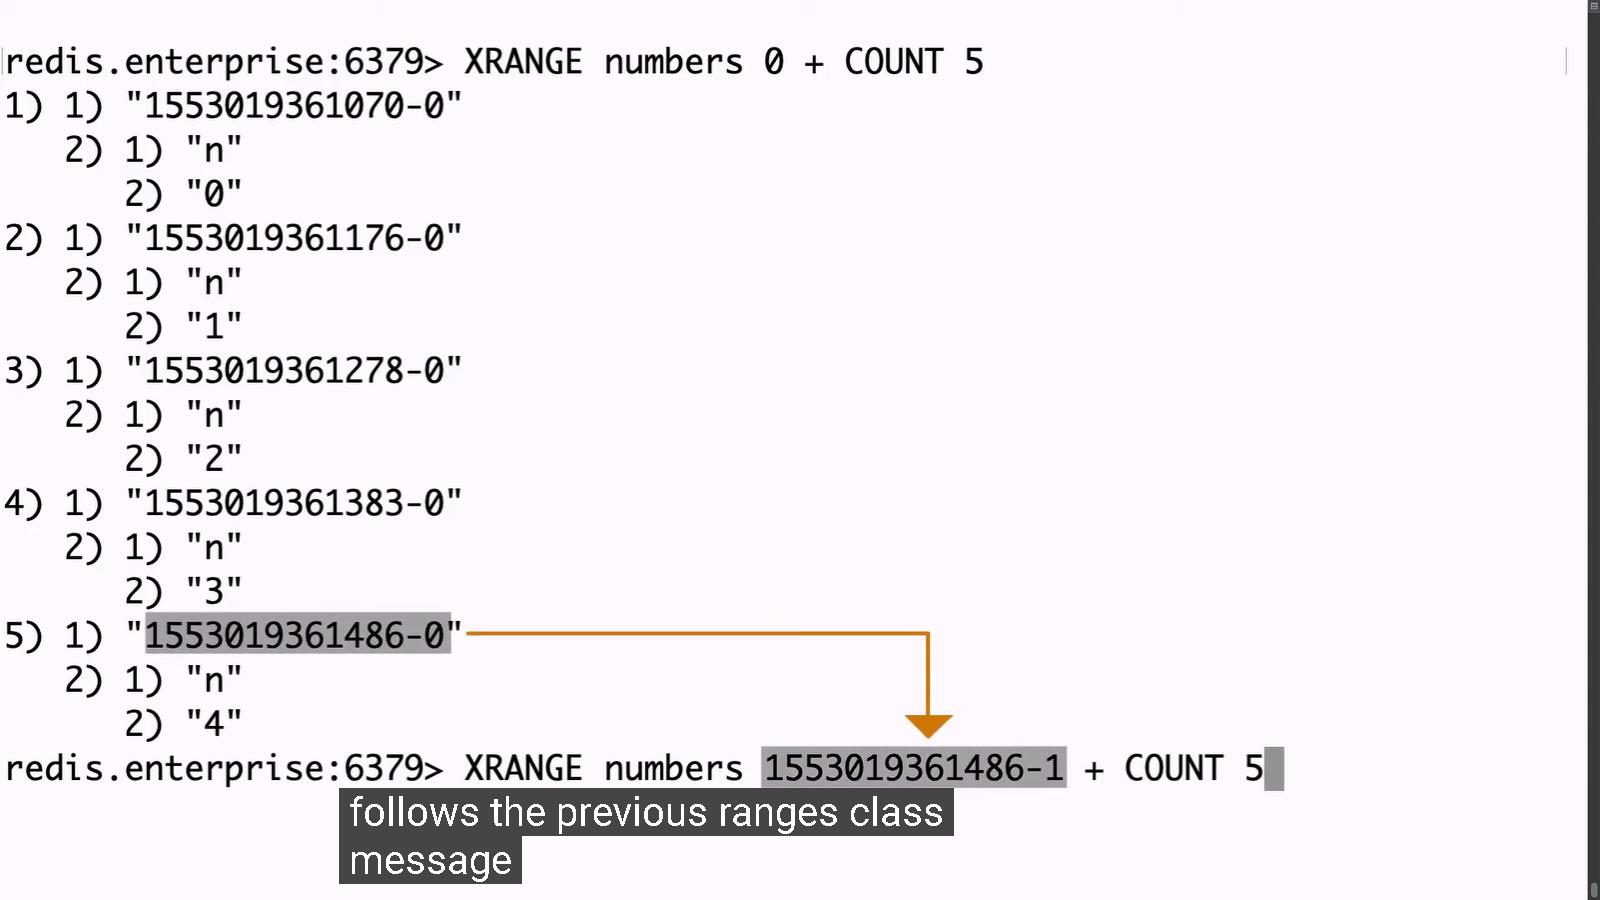 redis.enterprise:6379> XRANGE numbers 0 + COUNT 5
1) 1) "1553019361070-0"
   2) 1) "n"
      2) "0"
2) 1) "1553019361176-0"
   2) 1) "n"
      2) "1"
3) 1) "1553019361278-0"
   2) 1) "n"
      2) "2"
4) 1) "1553019361383-0"
   2) 1) "n"
      2) "3"
5) 1) "1553019361486-0"
   2) 1) "n"
      2) "4"
redis.enterprise:6379> XRANGE numbers 1553019361486-1 + COUNT 5
follows the previous ranges class
message